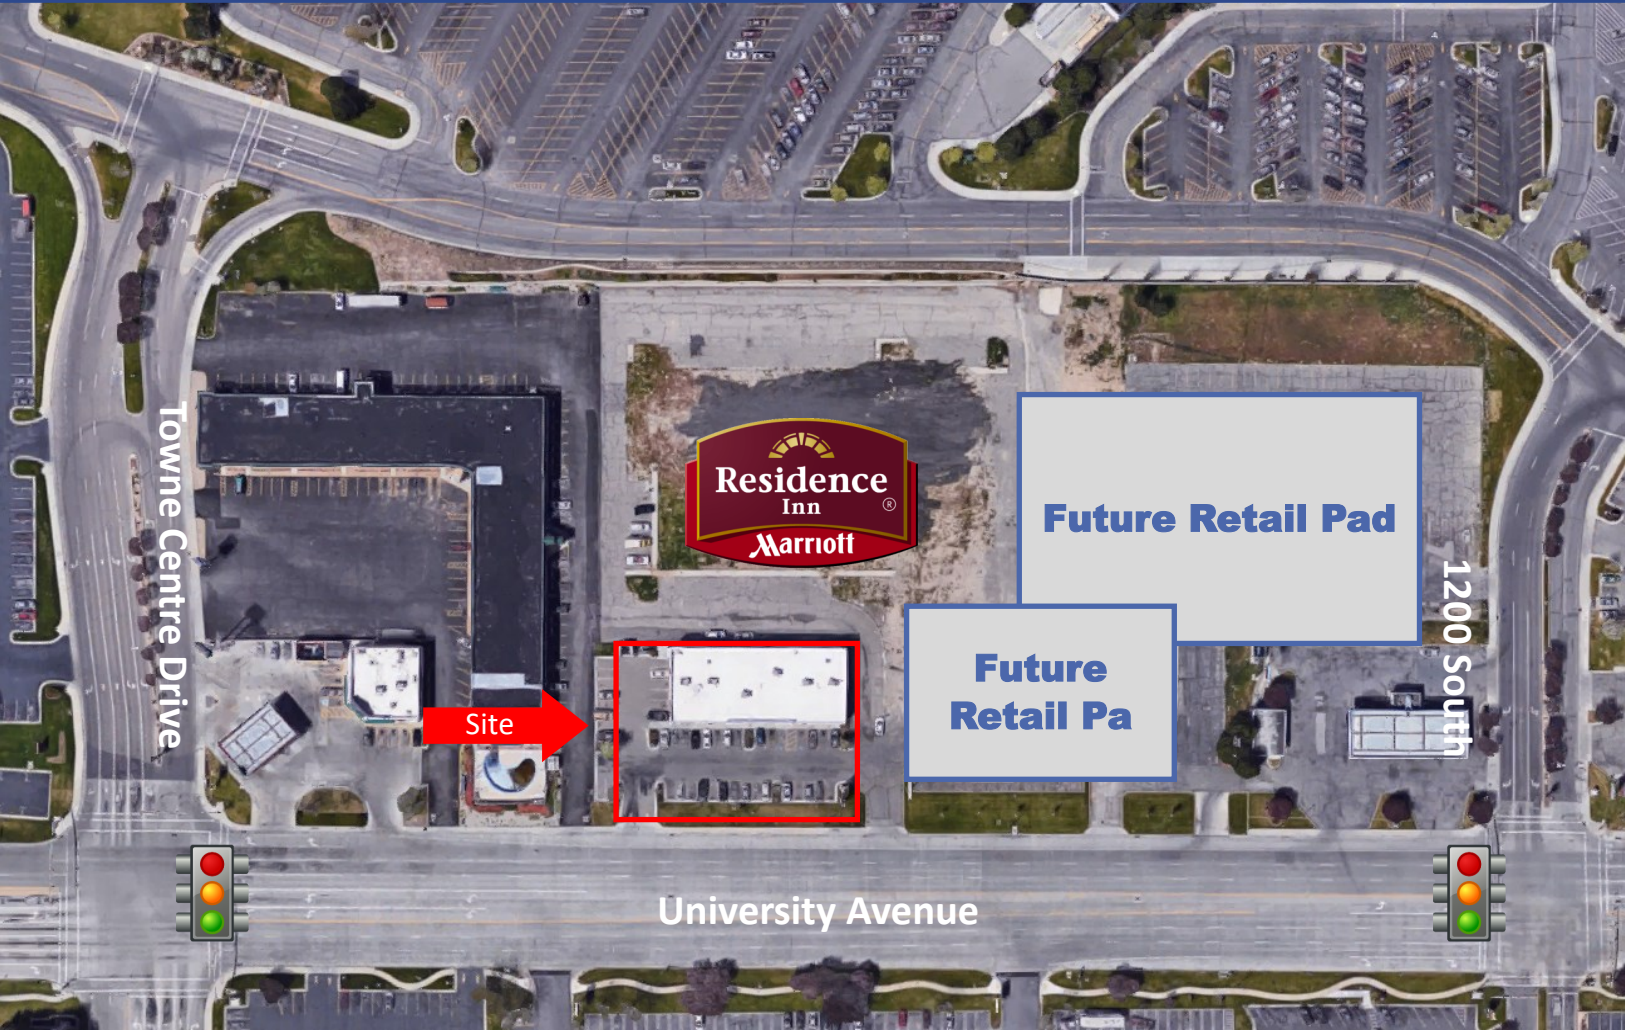 Residence
Inn
®
Marriott
Future Retail Pad
Towne Centre Drive
1200 South
Future
Retail Pa
Site
University Avenue